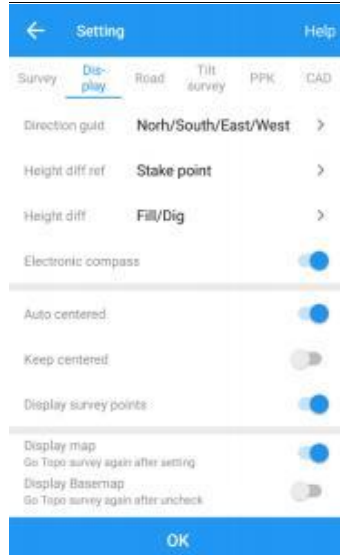 Setting Help
Survey Dis-play Road Tilt survey PPK CAD
Direction guid Norh/South/East/West
Height diff ref Stake point
Height diff Fill/Dig
Electronic compass
Auto centered
Keep centered
Display survey points
Display map
Go Topo survey again after setting
Display Basemap
Go Topo survey again after uncheck
OK